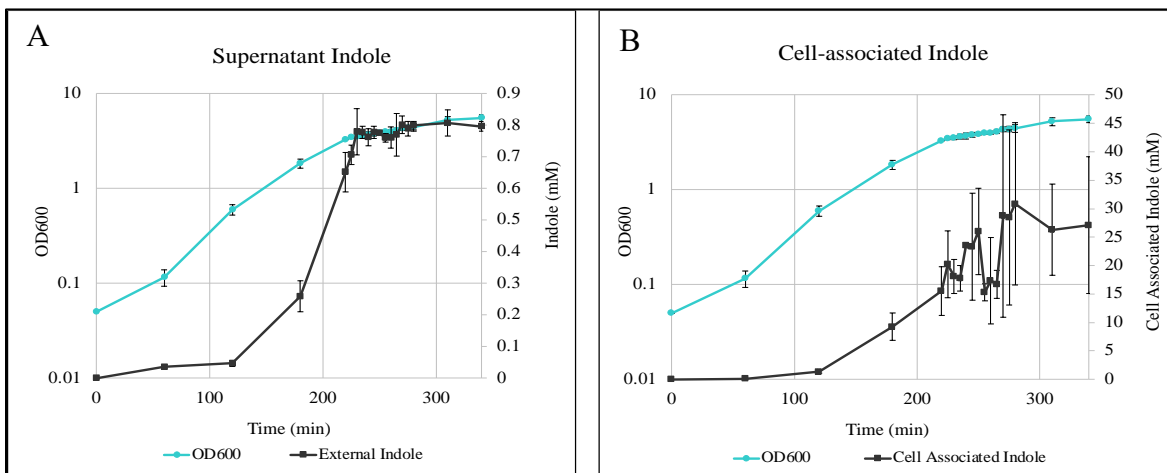 A
Supernatant Indole
10
1
0.1
0.01
OD600
0.9
0.8
0.7
0.6
0.5
0.4
0.3
0.2
0.1
0
Indole (mM)
0
100
200
300
Time (min)
OD600
External Indole
B
Cell-associated Indole
10
1
0.1
0.01
OD600
50
45
40
35
30
25
20
15
10
5
0
Cell Associated Indole (mM)
0
100
200
300
Time (min)
OD600
Cell Associated Indole